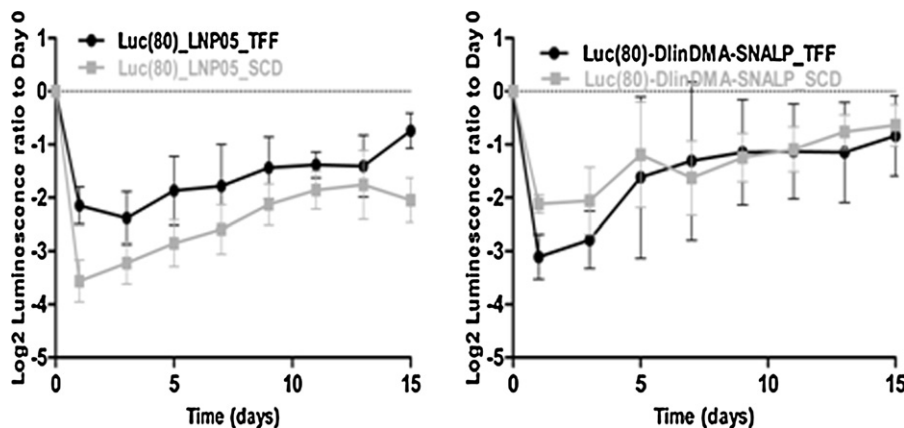 Luc(80)_LNP05_TFF
Luc(80)_LNP05_SCD
Log2 Luminoscence ratio to Day 0
1
0
-1
-2
-3
-4
-5
0
5
10
15
Time (days)
Luc(80)-DlinDMA-SNALP_TFF
Luc(80)-DlinDMA-SNALP_SCD
Log2 Luminoscence ratio to Day 0
1
0
-1
-2
-3
-4
-5
0
5
10
15
Time (days)